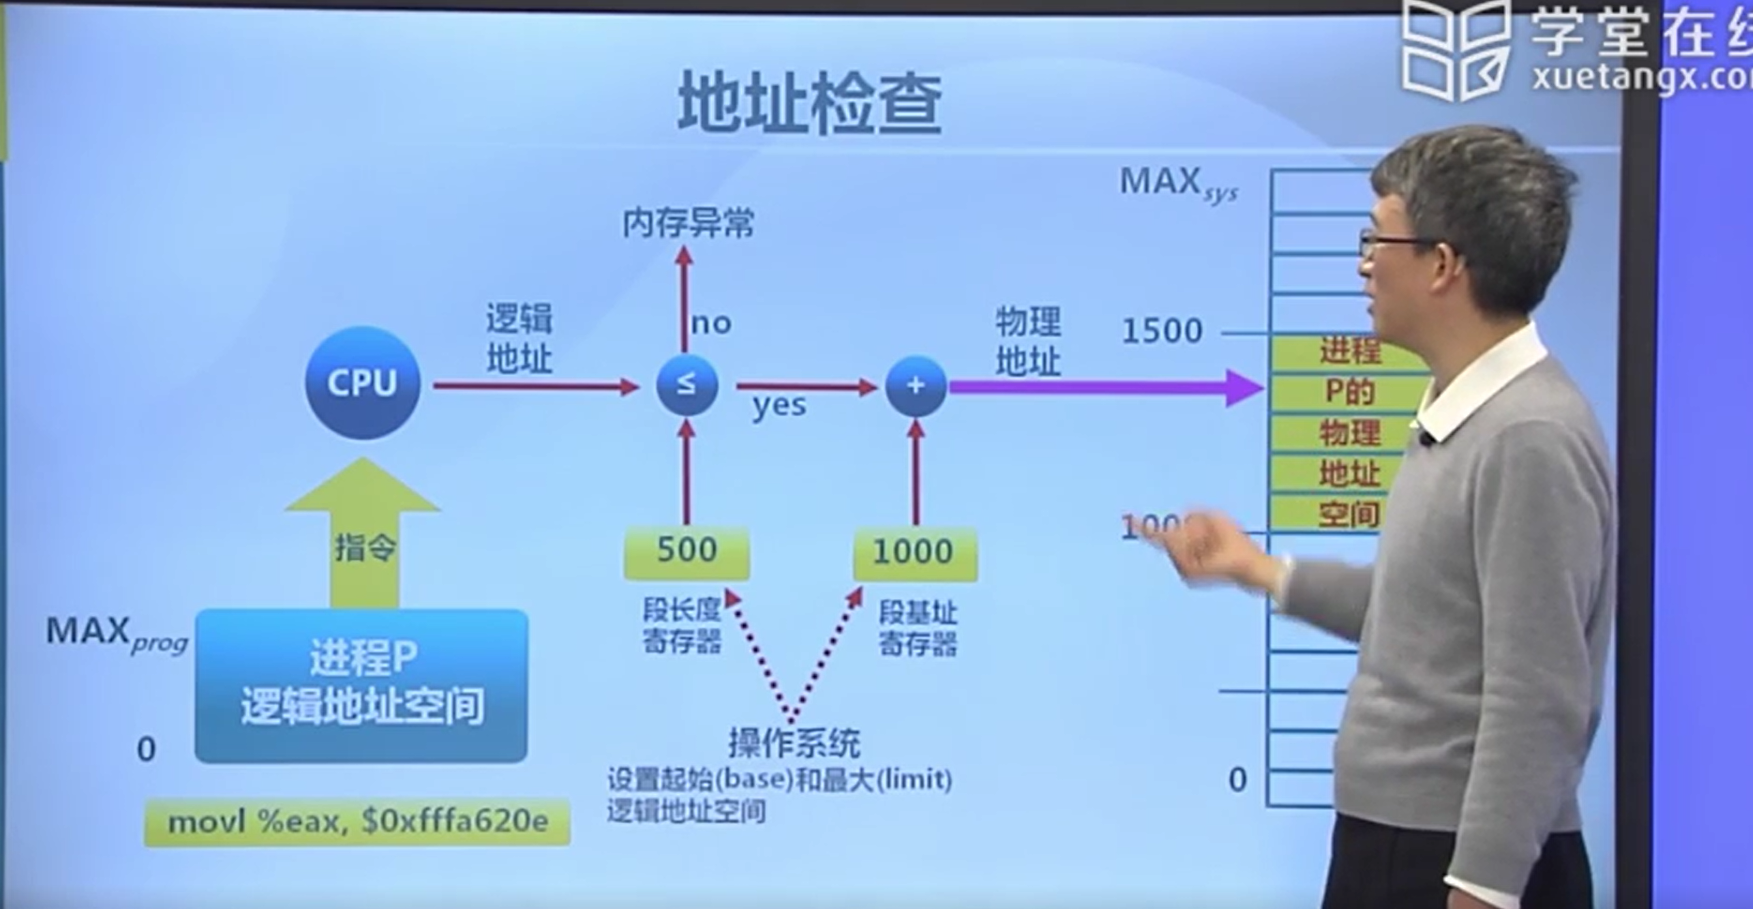 学堂在线
xuetangx.com
地址检查
MAXsys
内存异常
no
逻辑
地址
物理
地址
1500
CPU
≤
yes
+
进程
P的
物理
地址
空间
1000
指令
500
1000
段长度
寄存器
段基址
寄存器
MAXprog
进程P
逻辑地址空间
0
操作系统
设置起始(base)和最大(limit)
逻辑地址空间
0
movl %eax, $0xfffa620e